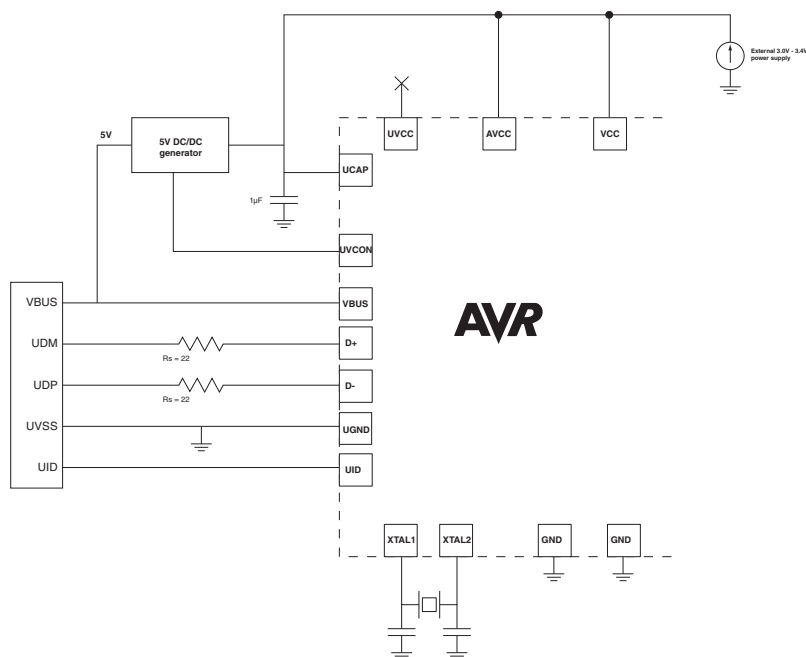 External 3.0V - 3.4V
power supply
UVCC
AVCC
VCC
5V
5V DC/DC
generator
UCAP
1µF
UVCON
VBUS
VBUS
UDM
Rs = 22
D+
UDP
Rs = 22
D-
UVSS
UGND
UID
UID
AVR
XTAL1
XTAL2
GND
GND